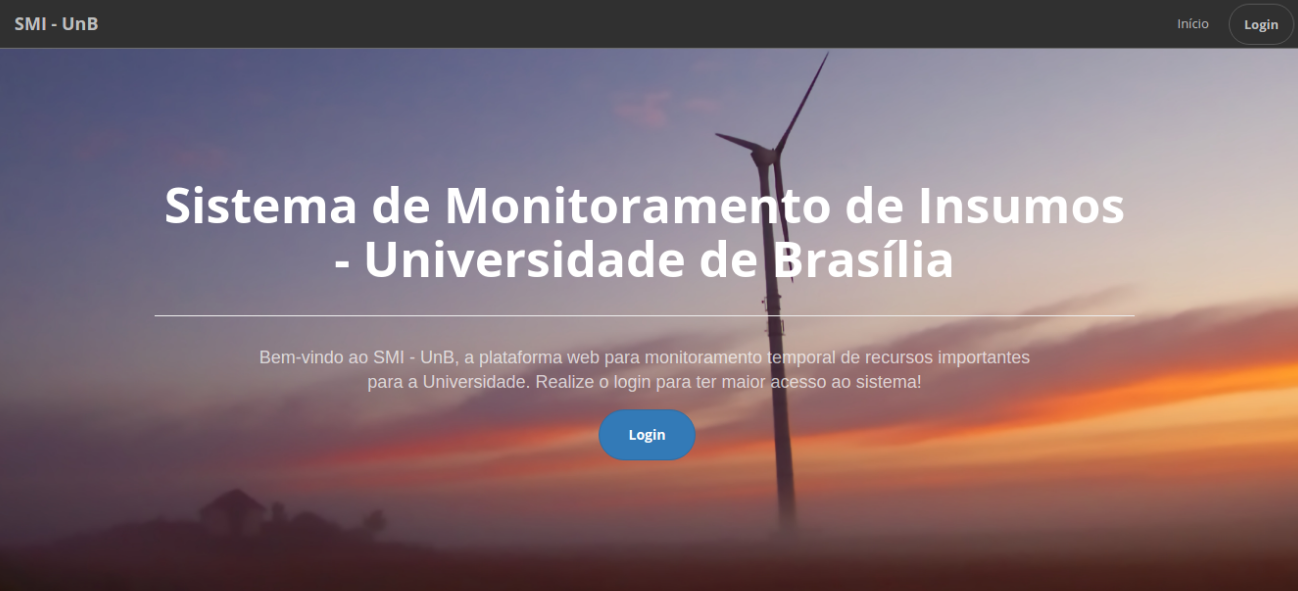 SMI - UnB
Início
Login
Sistema de Monitoramento de Insumos
- Universidade de Brasília
Bem-vindo ao SMI - UnB, a plataforma web para monitoramento temporal de recursos importantes
para a Universidade. Realize o login para ter maior acesso ao sistema!
Login